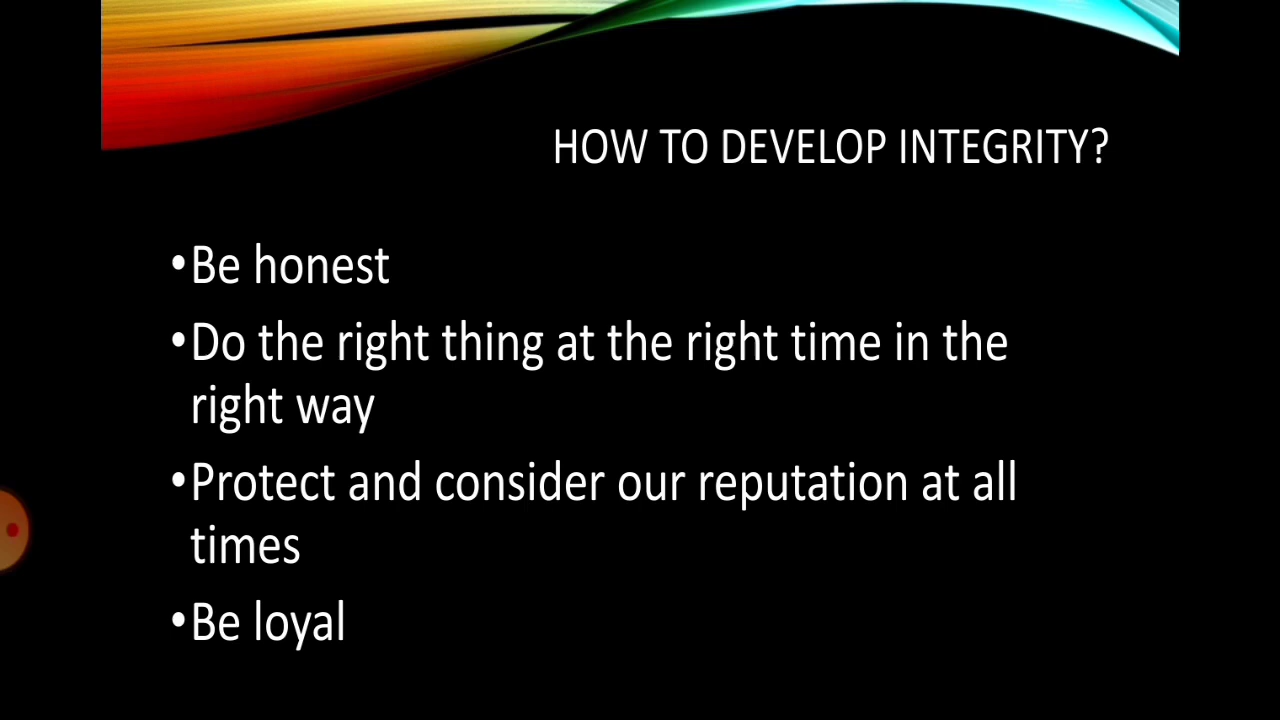 HOW TO DEVELOP INTEGRITY?
•Be honest
•Do the right thing at the right time in the
right way
•Protect and consider our reputation at all
times
•Be loyal